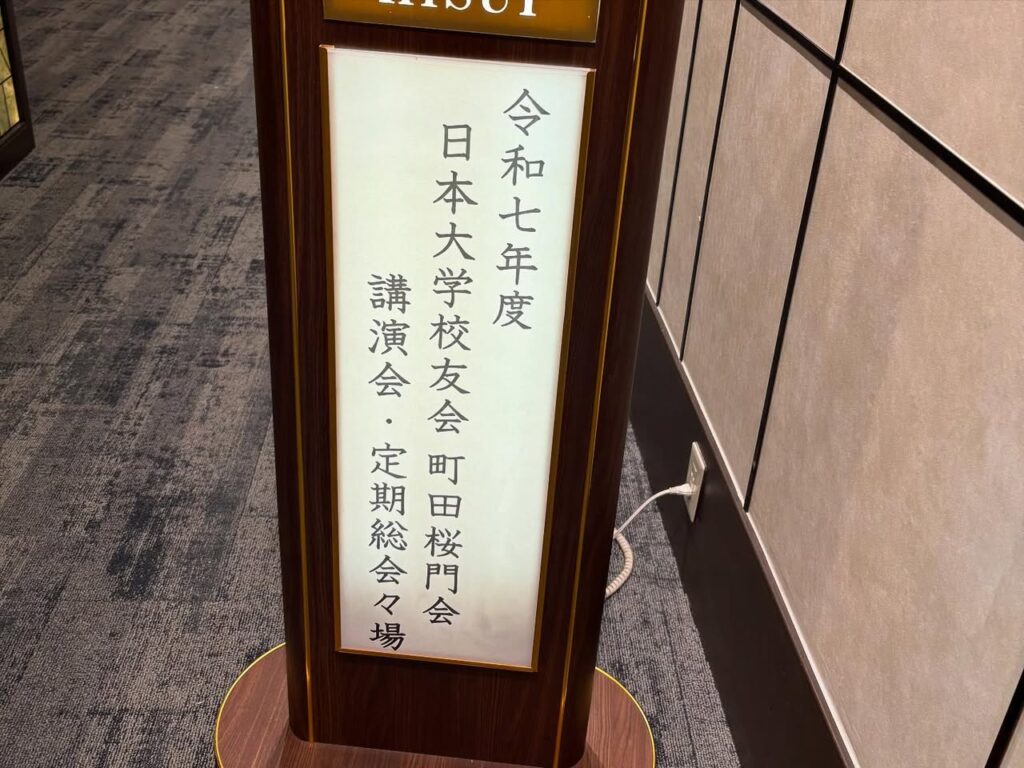 令和七年度
日本大学校友会 町田桜門会
講演会・定期総会々場